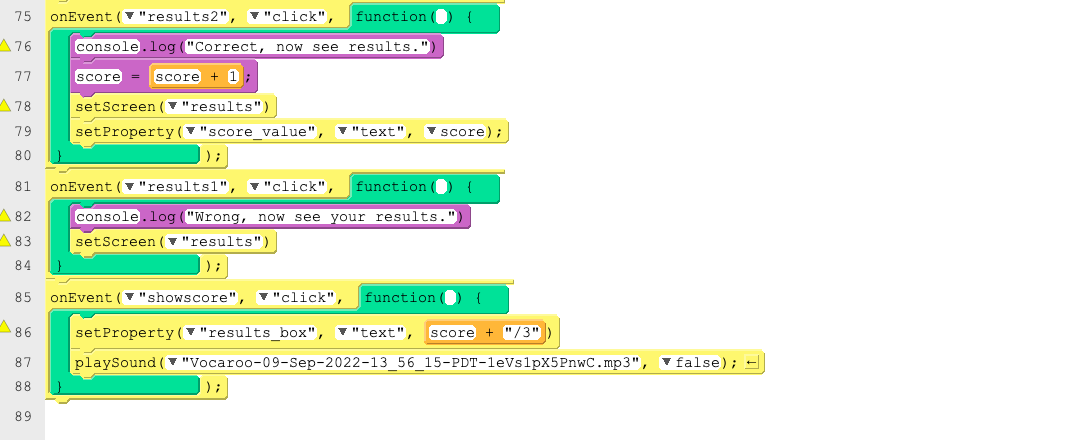 75 onEvent(▼"results2", ▼"click", function() {
76 console.log("Correct, now see results.")
77 score = score + 1;
78 setScreen(▼"results")
79 setProperty(▼"score_value", ▼"text", ▼score);
80 } );
81 onEvent(▼"results1", ▼"click", function() {
82 console.log("Wrong, now see your results.")
83 setScreen(▼"results")
84 } );
85 onEvent(▼"showscore", ▼"click", function() {
86 setProperty(▼"results_box", ▼"text", score + "/3")
87 playSound(▼"Vocaroo-09-Sep-2022-13_56_15-PDT-1eVs1pX5PnwC.mp3", ▼false);
88 } );
89